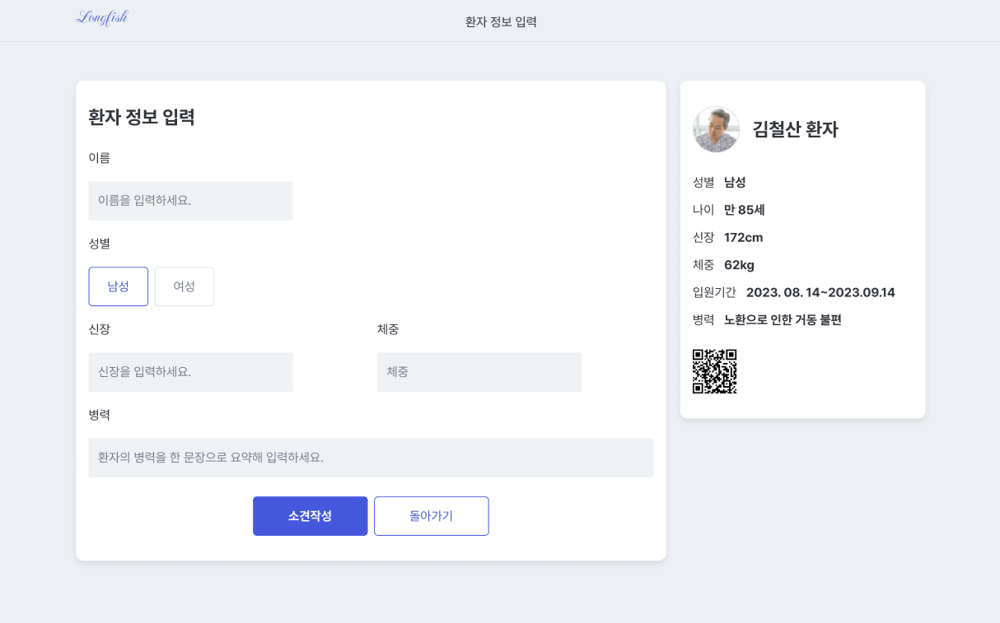 Longfish
환자 정보 입력
환자 정보 입력
이름
이름을 입력하세요.
성별
남성 여성
신장 체중
신장을 입력하세요. 체중
병력
환자의 병력을 한 문장으로 요약해 입력하세요.
소견작성 돌아가기
김철산 환자
성별 남성
나이 만 85세
신장 172cm
체중 62kg
입원기간 2023. 08. 14~2023.09.14
병력 노환으로 인한 거동 불편